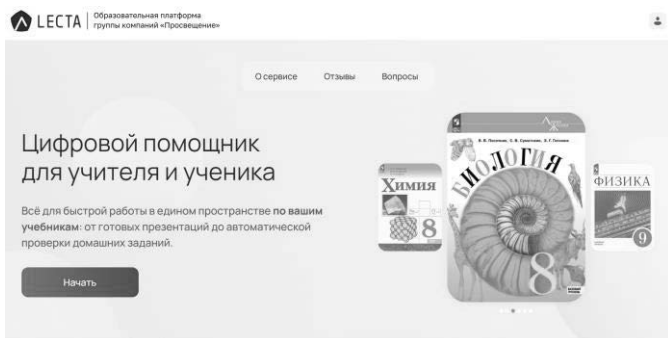 LECTA
Образовательная платформа
группы компаний «Просвещение»
О сервисе Отзывы Вопросы
Цифровой помощник
для учителя и ученика
Всё для быстрой работы в едином пространстве по вашим
учебникам: от готовых презентаций до автоматической
проверки домашних заданий.
Начать
ХИМИЯ
8
БИОЛОГИЯ
8
ФИЗИКА
9